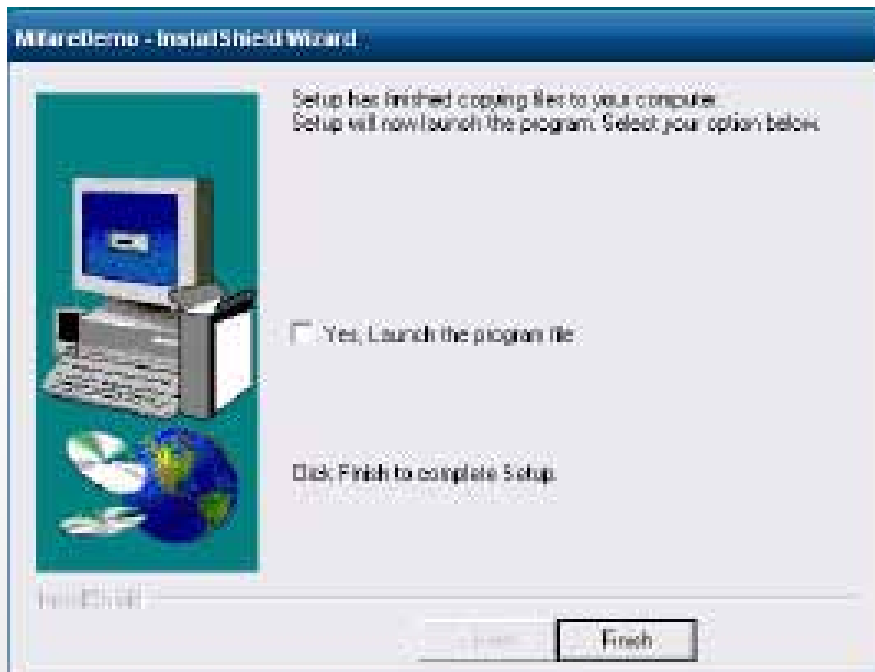 MifareDemo - InstallShield Wizard
Setup has finished copying files to your computer.
Setup will now launch the program. Select your option below.
Yes, Launch the program file
Click Finish to complete Setup.
InstallShield
Finish